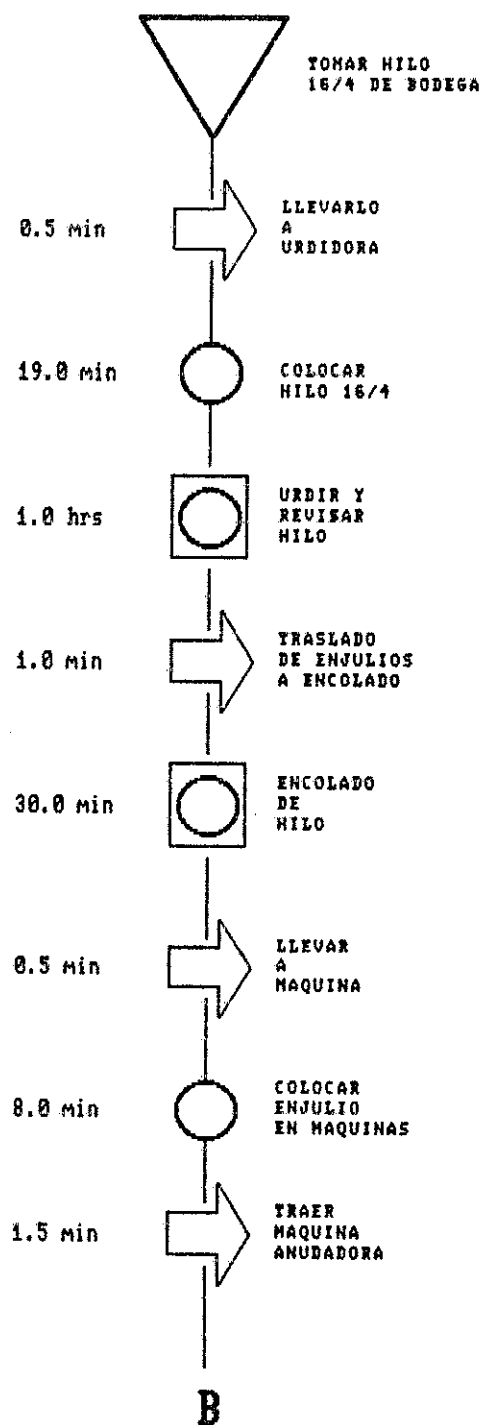 TOMAR HILO
16/4 DE BODEGA
0.5 min
LLEVARLO
A
URDIDORA
19.0 min
COLOCAR
HILO 16/4
1.0 hrs
URDIR Y
REVISAR
HILO
1.0 min
TRASLADO
DE ENJULIOS
A ENCOLADO
30.0 min
ENCOLADO
DE
HILO
0.5 min
LLEVAR
A
MAQUINA
8.0 min
COLOCAR
ENJULIO
EN MAQUINAS
1.5 min
TRAER
MAQUINA
ANUDADORA
B